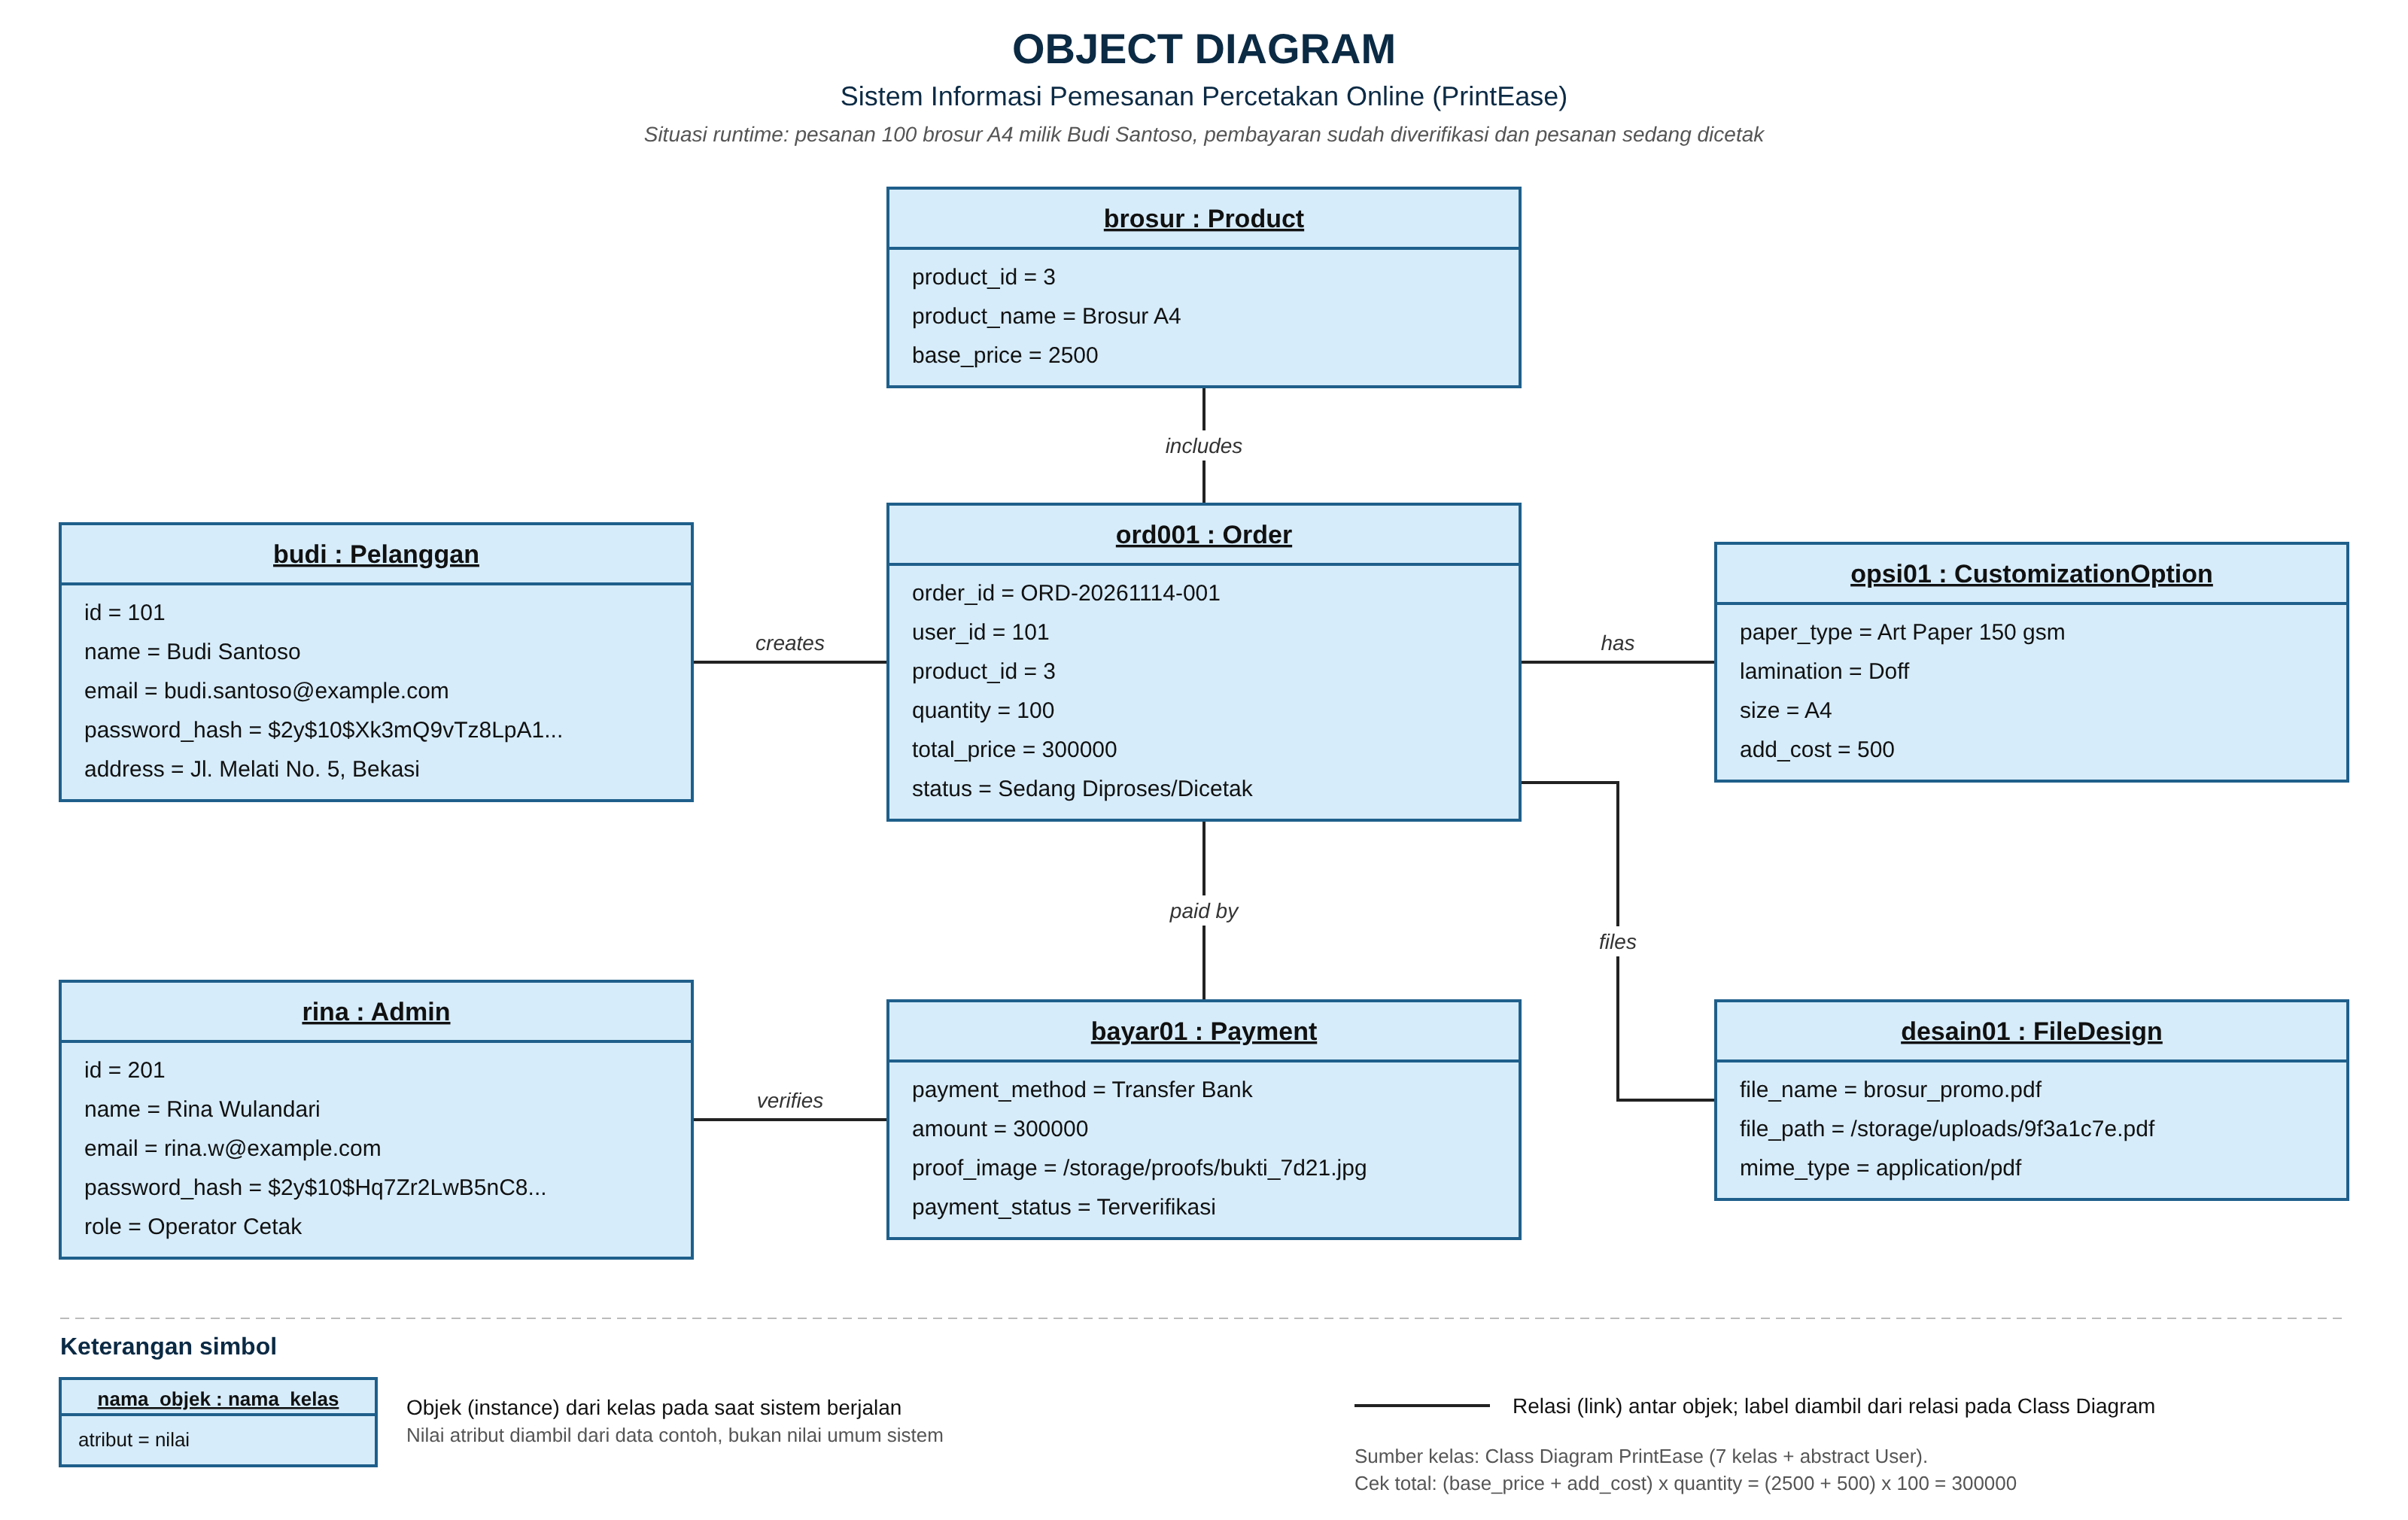 OBJECT DIAGRAM
Sistem Informasi Pemesanan Percetakan Online (PrintEase)
Situasi runtime: pesanan 100 brosur A4 milik Budi Santoso, pembayaran sudah diverifikasi dan pesanan sedang dicetak
brosur : Product
product_id = 3
product_name = Brosur A4
base_price = 2500
includes
budi : Pelanggan
id = 101
name = Budi Santoso
email = budi.santoso@example.com
password_hash = $2y$10$Xk3mQ9vTz8LpA1...
address = Jl. Melati No. 5, Bekasi
creates
ord001 : Order
order_id = ORD-20261114-001
user_id = 101
product_id = 3
quantity = 100
total_price = 300000
status = Sedang Diproses/Dicetak
has
opsi01 : CustomizationOption
paper_type = Art Paper 150 gsm
lamination = Doff
size = A4
add_cost = 500
paid by
files
rina : Admin
id = 201
name = Rina Wulandari
email = rina.w@example.com
password_hash = $2y$10$Hq7Zr2LwB5nC8...
role = Operator Cetak
verifies
bayar01 : Payment
payment_method = Transfer Bank
amount = 300000
proof_image = /storage/proofs/bukti_7d21.jpg
payment_status = Terverifikasi
desain01 : FileDesign
file_name = brosur_promo.pdf
file_path = /storage/uploads/9f3a1c7e.pdf
mime_type = application/pdf
Keterangan simbol
nama_objek : nama_kelas
atribut = nilai
Objek (instance) dari kelas pada saat sistem berjalan
Nilai atribut diambil dari data contoh, bukan nilai umum sistem
Relasi (link) antar objek; label diambil dari relasi pada Class Diagram
Sumber kelas: Class Diagram PrintEase (7 kelas + abstract User).
Cek total: (base_price + add_cost) x quantity = (2500 + 500) x 100 = 300000